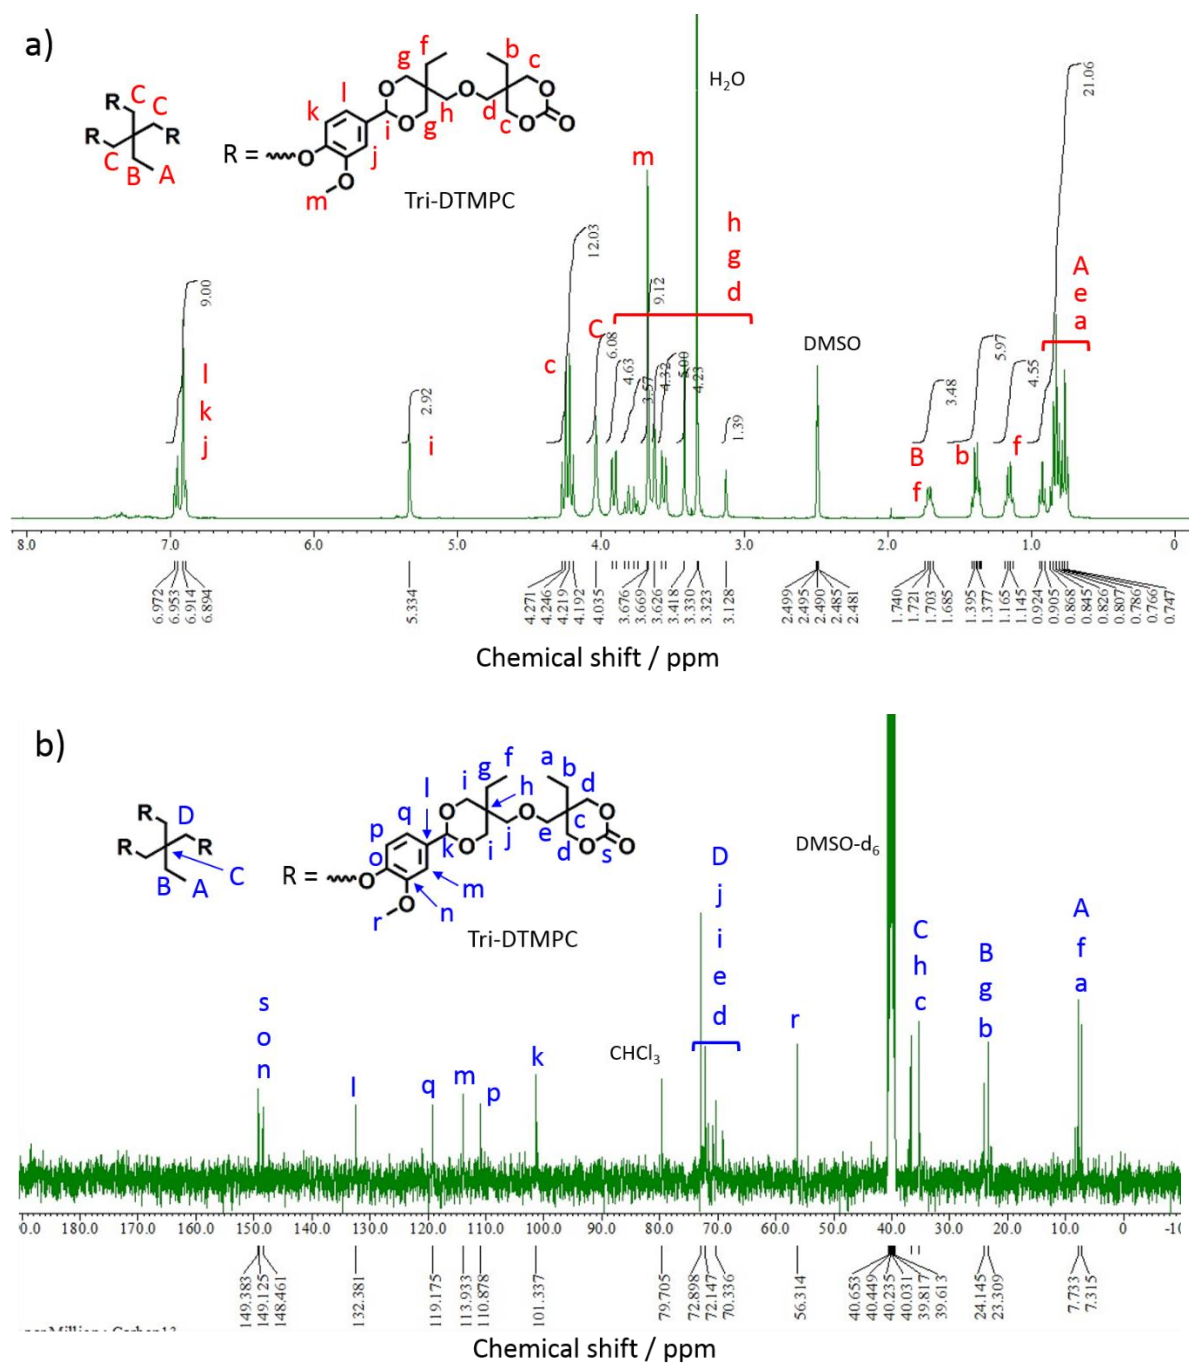 a)
f
b
g
c
C
C
R
R
R
C
B
A
l
k
i
g
h
d
c
j
m
R =
Tri-DTMPC
H₂O
m
h
g
d
A
e
a
DMSO
l
k
j
i
c
C
B
f
b
f
9.00
2.92
12.03
6.08
4.63
3.57
9.12
4.32
5.00
4.23
1.39
3.48
5.97
4.55
21.06
8.0 7.0 6.0 5.0 4.0 3.0 2.0 1.0 0
6.972 6.953 6.914 6.894 5.334 4.271 4.246 4.219 4.192 4.035 3.676 3.669 3.626 3.418 3.330 3.323 3.128 2.499 2.495 2.490 2.485 2.481 1.740 1.721 1.703 1.685 1.395 1.377 1.165 1.145 0.924 0.905 0.868 0.845 0.826 0.807 0.786 0.766 0.747
Chemical shift / ppm
b)
f
a
g
b
l
i
h
d
D
q
p
o
k
i
j
e
c
d
s
B
A
C
R
R
R
m
n
r
R =
Tri-DTMPC
DMSO-d₆
s
o
n
l
q
m
p
k
CHCl₃
D
j
i
e
d
r
C
h
c
B
g
b
A
f
a
0.0 180.0 170.0 160.0 150.0 140.0 130.0 120.0 110.0 100.0 90.0 80.0 70.0 60.0 50.0 40.0 30.0 20.0 10.0 0 -10
149.383 149.125 148.461 132.381 119.175 113.933 110.878 101.337 79.705 72.898 72.147 70.336 56.314 40.653 40.449 40.235 40.031 39.817 39.613 24.145 23.309 7.733 7.315
Chemical shift / ppm